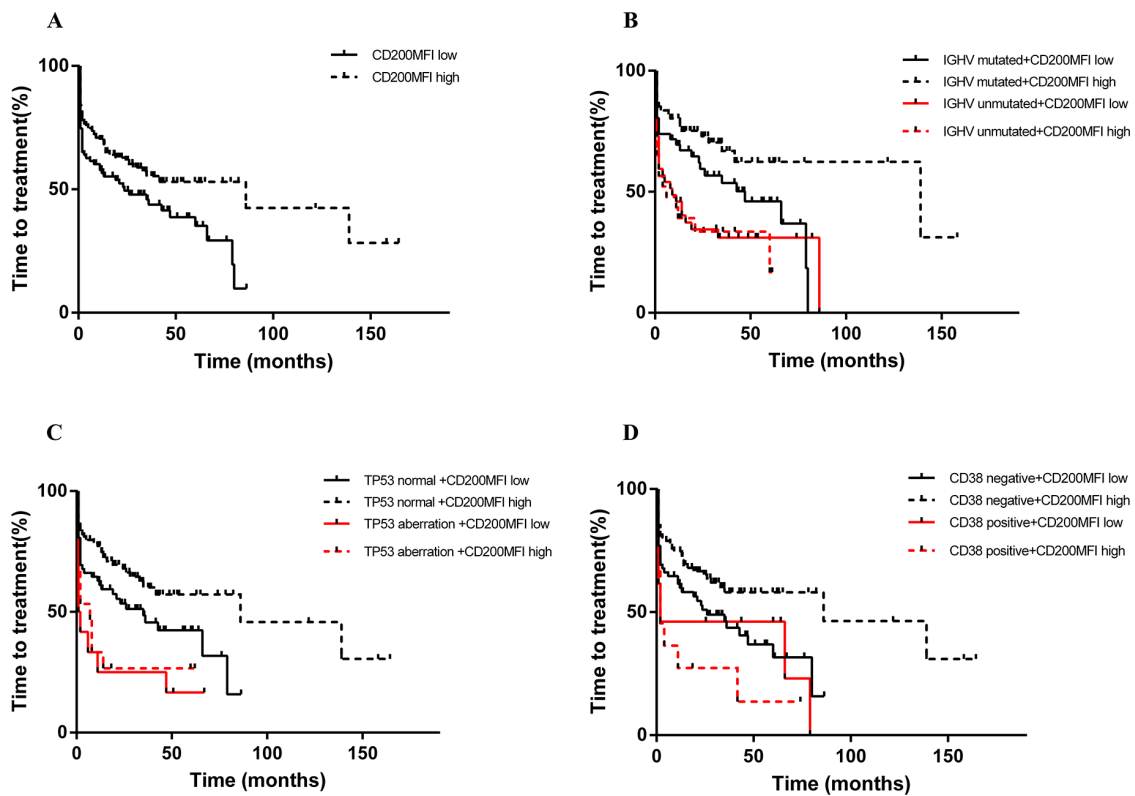 A
CD200MFI low
CD200MFI high
100
50
0
Time to treatment(%)
0 50 100 150
Time (months)
B
IGHV mutated+CD200MFI low
IGHV mutated+CD200MFI high
IGHV unmutated+CD200MFI low
IGHV unmutated+CD200MFI high
100
50
0
Time to treatment(%)
0 50 100 150
Time (months)
C
TP53 normal +CD200MFI low
TP53 normal +CD200MFI high
TP53 aberration +CD200MFI low
TP53 aberration +CD200MFI high
100
50
0
Time to treatment(%)
0 50 100 150
Time (months)
D
CD38 negative+CD200MFI low
CD38 negative+CD200MFI high
CD38 positive+CD200MFI low
CD38 positive+CD200MFI high
100
50
0
Time to treatment(%)
0 50 100 150
Time (months)